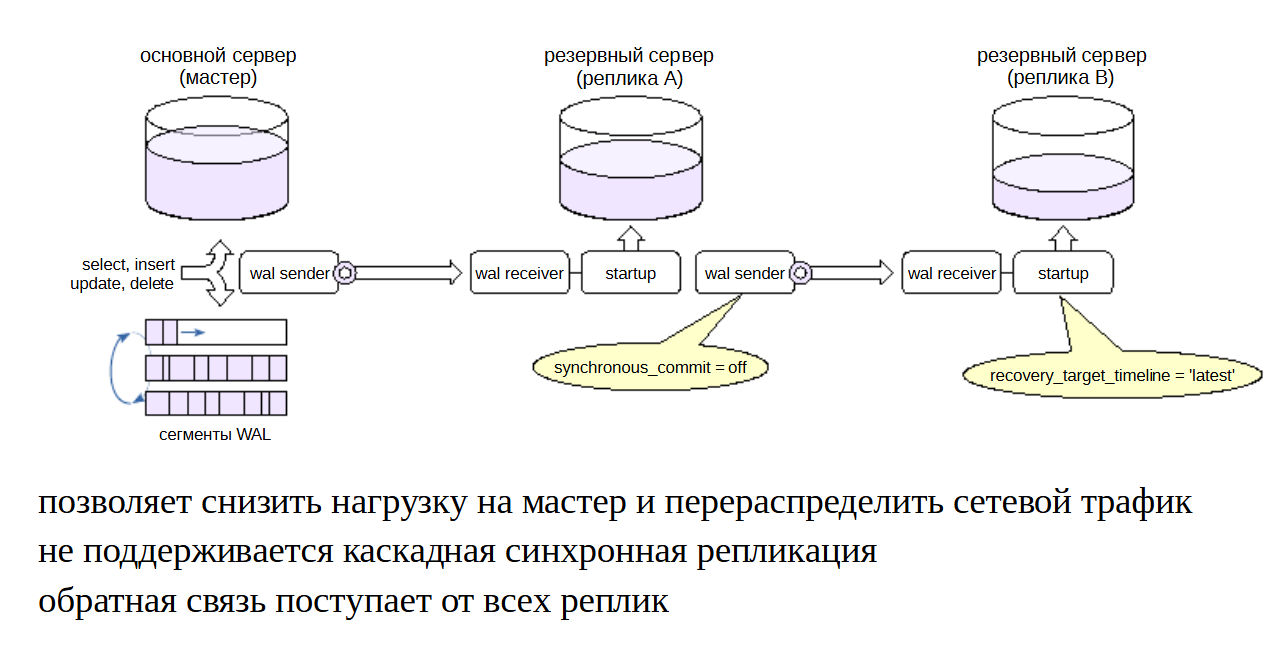 основной сервер
(мастер)
резервный сервер
(реплика A)
резервный сервер
(реплика B)
select, insert
update, delete
wal sender
wal receiver
startup
wal sender
wal receiver
startup
synchronous_commit = off
recovery_target_timeline = 'latest'
сегменты WAL
позволяет снизить нагрузку на мастер и перераспределить сетевой трафик
не поддерживается каскадная синхронная репликация
обратная связь поступает от всех реплик